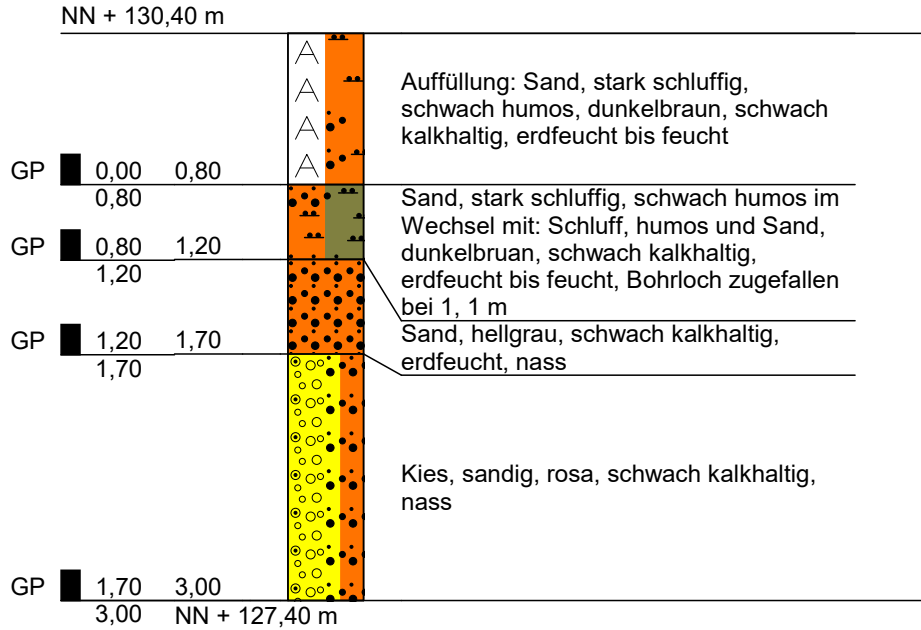 NN + 130,40 m
Auffüllung: Sand, stark schluffig,
schwach humos, dunkelbraun, schwach
kalkhaltig, erdfeucht bis feucht
A
A
A
A
GP 0,00 0,80
0,80
Sand, stark schluffig, schwach humos im
Wechsel mit: Schluff, humos und Sand,
dunkelbruan, schwach kalkhaltig,
erdfeucht bis feucht, Bohrloch zugefallen
bei 1, 1 m
GP 0,80 1,20
1,20
Sand, hellgrau, schwach kalkhaltig,
erdfeucht, nass
GP 1,20 1,70
1,70
Kies, sandig, rosa, schwach kalkhaltig,
nass
GP 1,70 3,00
3,00 NN + 127,40 m